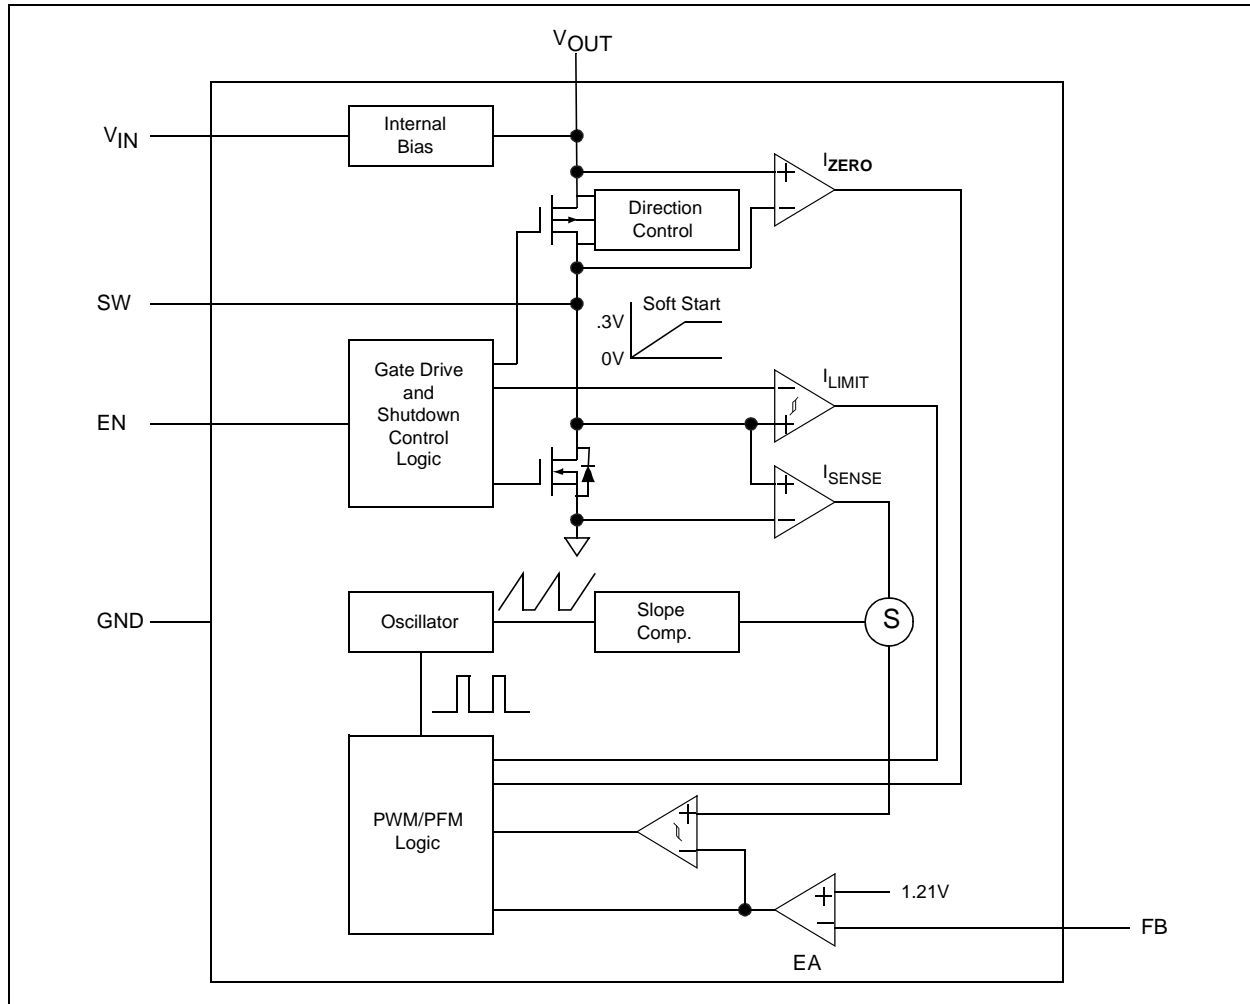 VOUT
VIN
Internal
Bias
IZERO
+
−
Direction
Control
SW
Soft Start
.3V
0V
Gate Drive
and
Shutdown
Control
Logic
EN
ILIMIT
−
+
ISENSE
+
−
GND
Oscillator
Slope
Comp.
S
PWM/PFM
Logic
+
−
+
−
1.21V
FB
EA